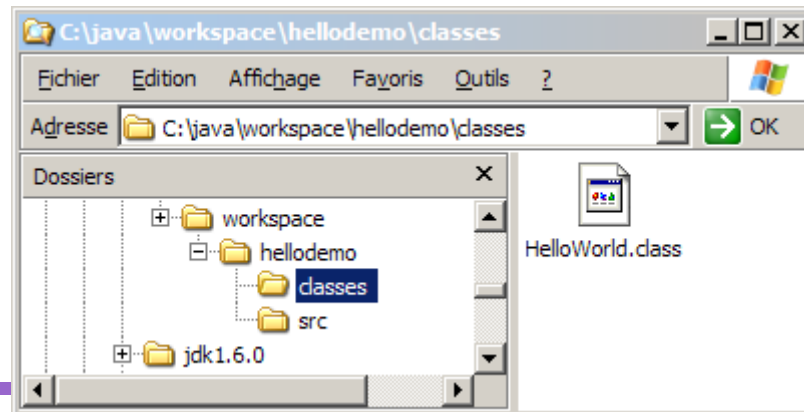 C:\java\workspace\hellodemo\classes
Fichier Edition Affichage Favoris Outils ?
Adresse C:\java\workspace\hellodemo\classes OK
Dossiers
workspace
hellodemo
classes
src
jdk1.6.0
HelloWorld.class